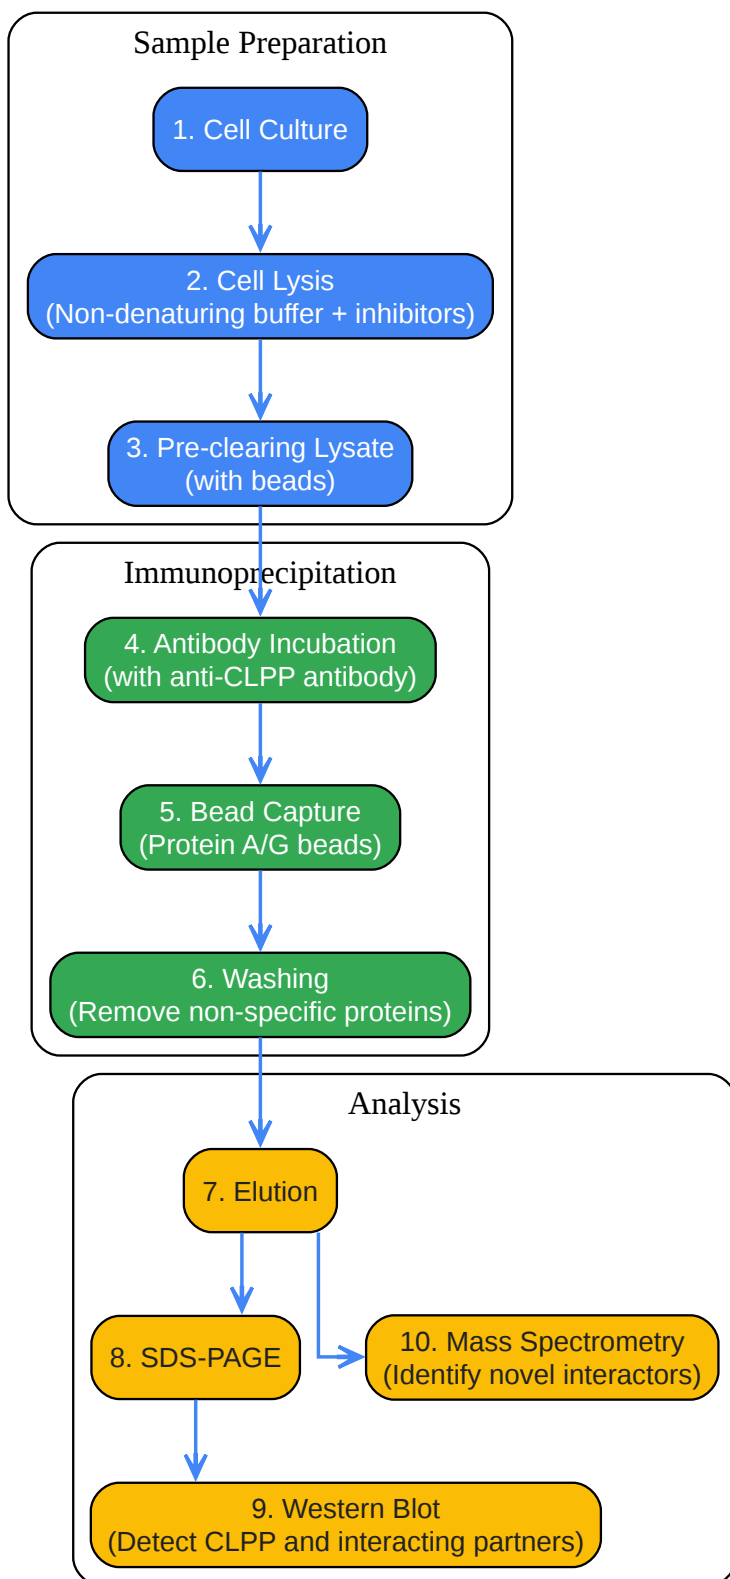 Sample Preparation
1. Cell Culture
2. Cell Lysis
(Non-denaturing buffer + inhibitors)
3. Pre-clearing Lysate
(with beads)
Immunoprecipitation
4. Antibody Incubation
(with anti-CLPP antibody)
5. Bead Capture
(Protein A/G beads)
6. Washing
(Remove non-specific proteins)
Analysis
7. Elution
8. SDS-PAGE
10. Mass Spectrometry
(Identify novel interactors)
9. Western Blot
(Detect CLPP and interacting partners)